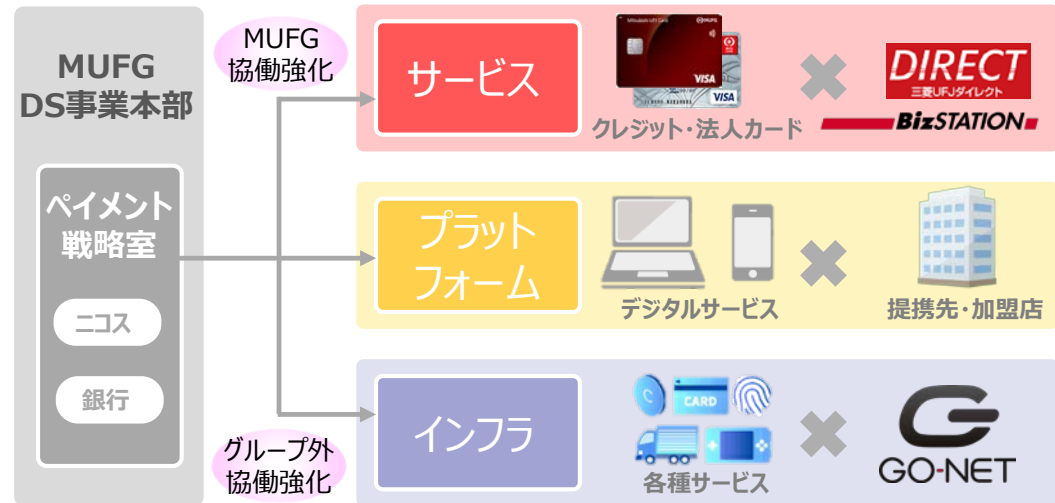 MUFG
DS事業本部
ペイメント
戦略室
ニコス
銀行
MUFG
協働強化
グループ外
協働強化
サービス
MUFG
VISA
VISA
クレジット・法人カード
DIRECT
三菱UFJダイレクト
BizSTATION
プラット
フォーム
デジタルサービス
提携先・加盟店
インフラ
C
CARD
各種サービス
GO-NET